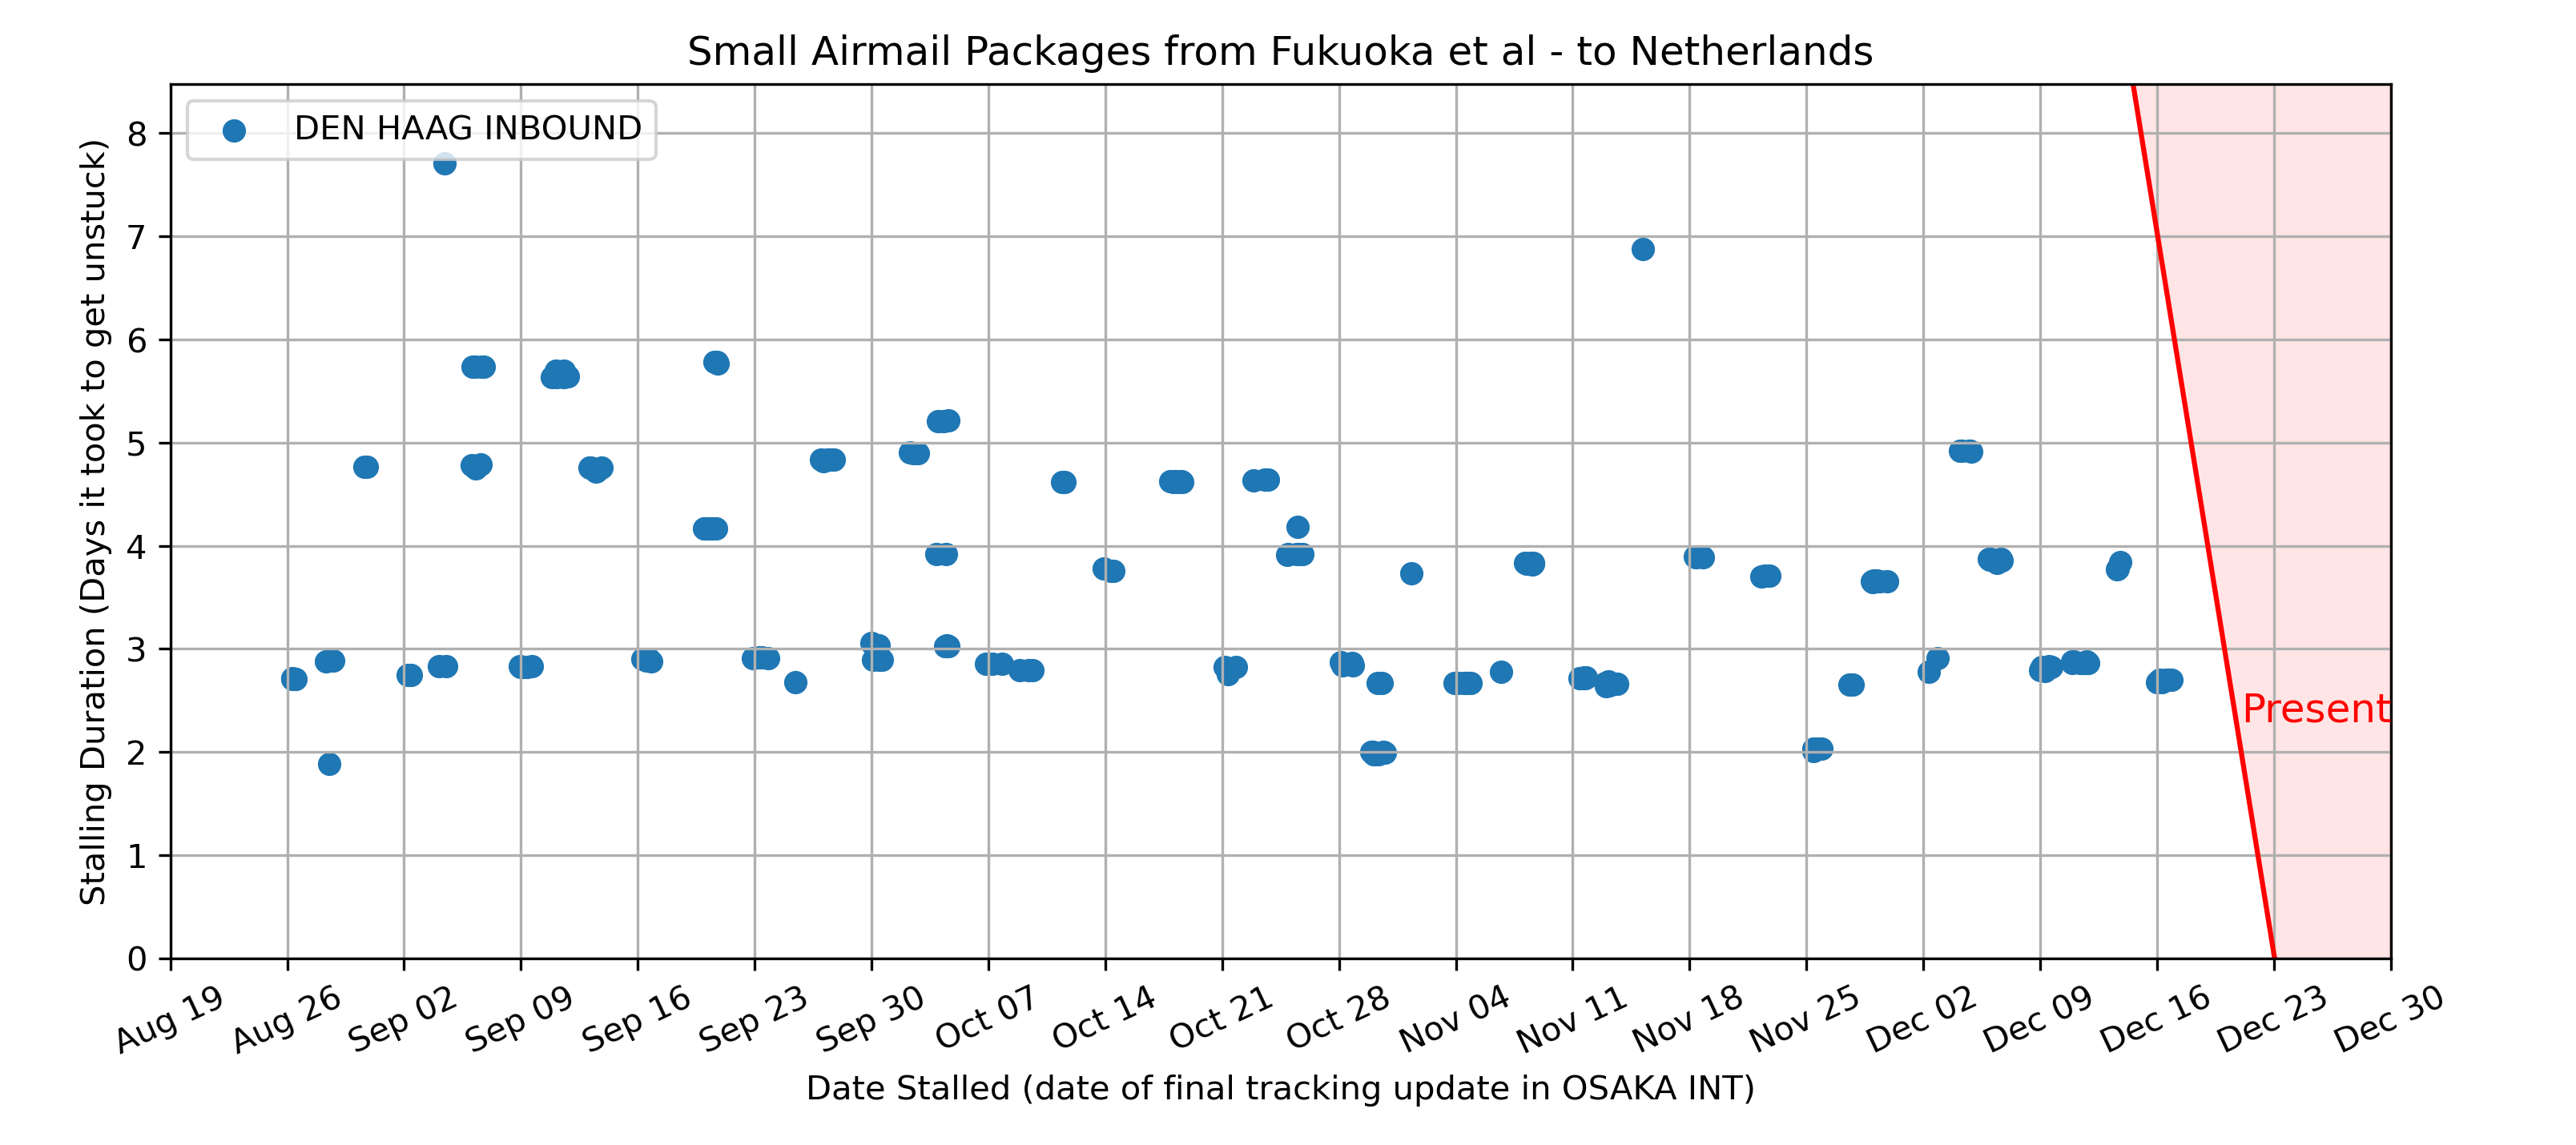 Small Airmail Packages from Fukuoka et al - to Netherlands
DEN HAAG INBOUND
Stalling Duration (Days it took to get unstuck)
8
7
6
5
4
3
2
1
0
Present
Aug 19
Aug 26
Sep 02
Sep 09
Sep 16
Sep 23
Sep 30
Oct 07
Oct 14
Oct 21
Oct 28
Nov 04
Nov 11
Nov 18
Nov 25
Dec 02
Dec 09
Dec 16
Dec 23
Dec 30
Date Stalled (date of final tracking update in OSAKA INT)